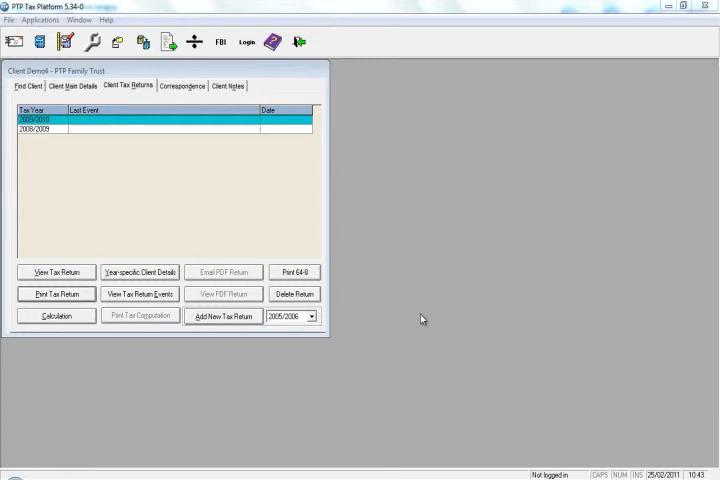 PTP Tax Platform 5.34-0
File Applications Window Help
FBI Login
Client Demo4 - PTP Family Trust
Find Client Client Main Details Client Tax Returns Correspondence Client Notes
Tax Year Last Event Date
2009/2010
2008/2009
View Tax Return Year-specific Client Details Email PDF Return Print 64-8
Print Tax Return View Tax Return Events View PDF Return Delete Return
Calculation Print Tax Computation Add New Tax Return 2005/2006
Not logged in CAPS NUM INS 25/02/2011 10:43